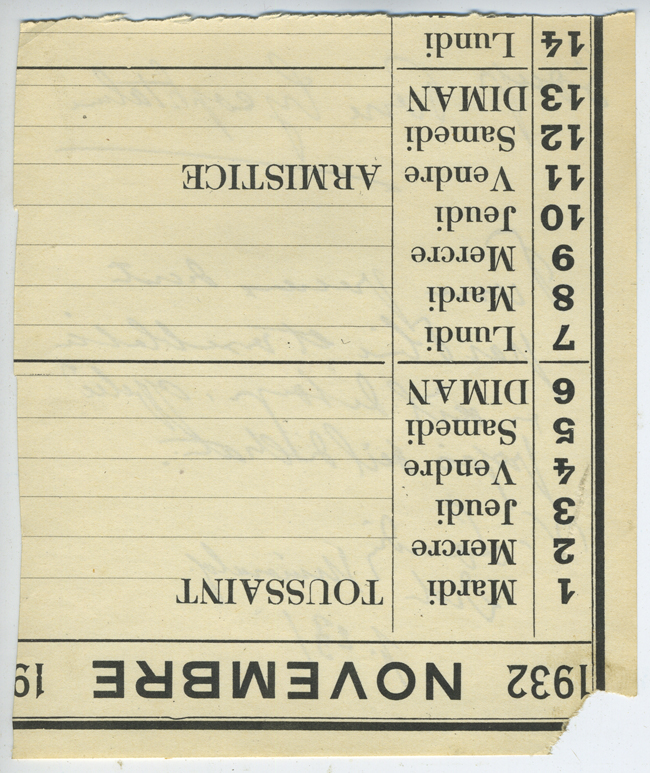 1932 NOVEMBRE 19
1 Mardi TOUSSAINT
2 Mercre
3 Jeudi
4 Vendre
5 Samedi
6 DIMAN
7 Lundi
8 Mardi
9 Mercre
10 Jeudi
11 Vendre ARMISTICE
12 Samedi
13 DIMAN
14 Lundi